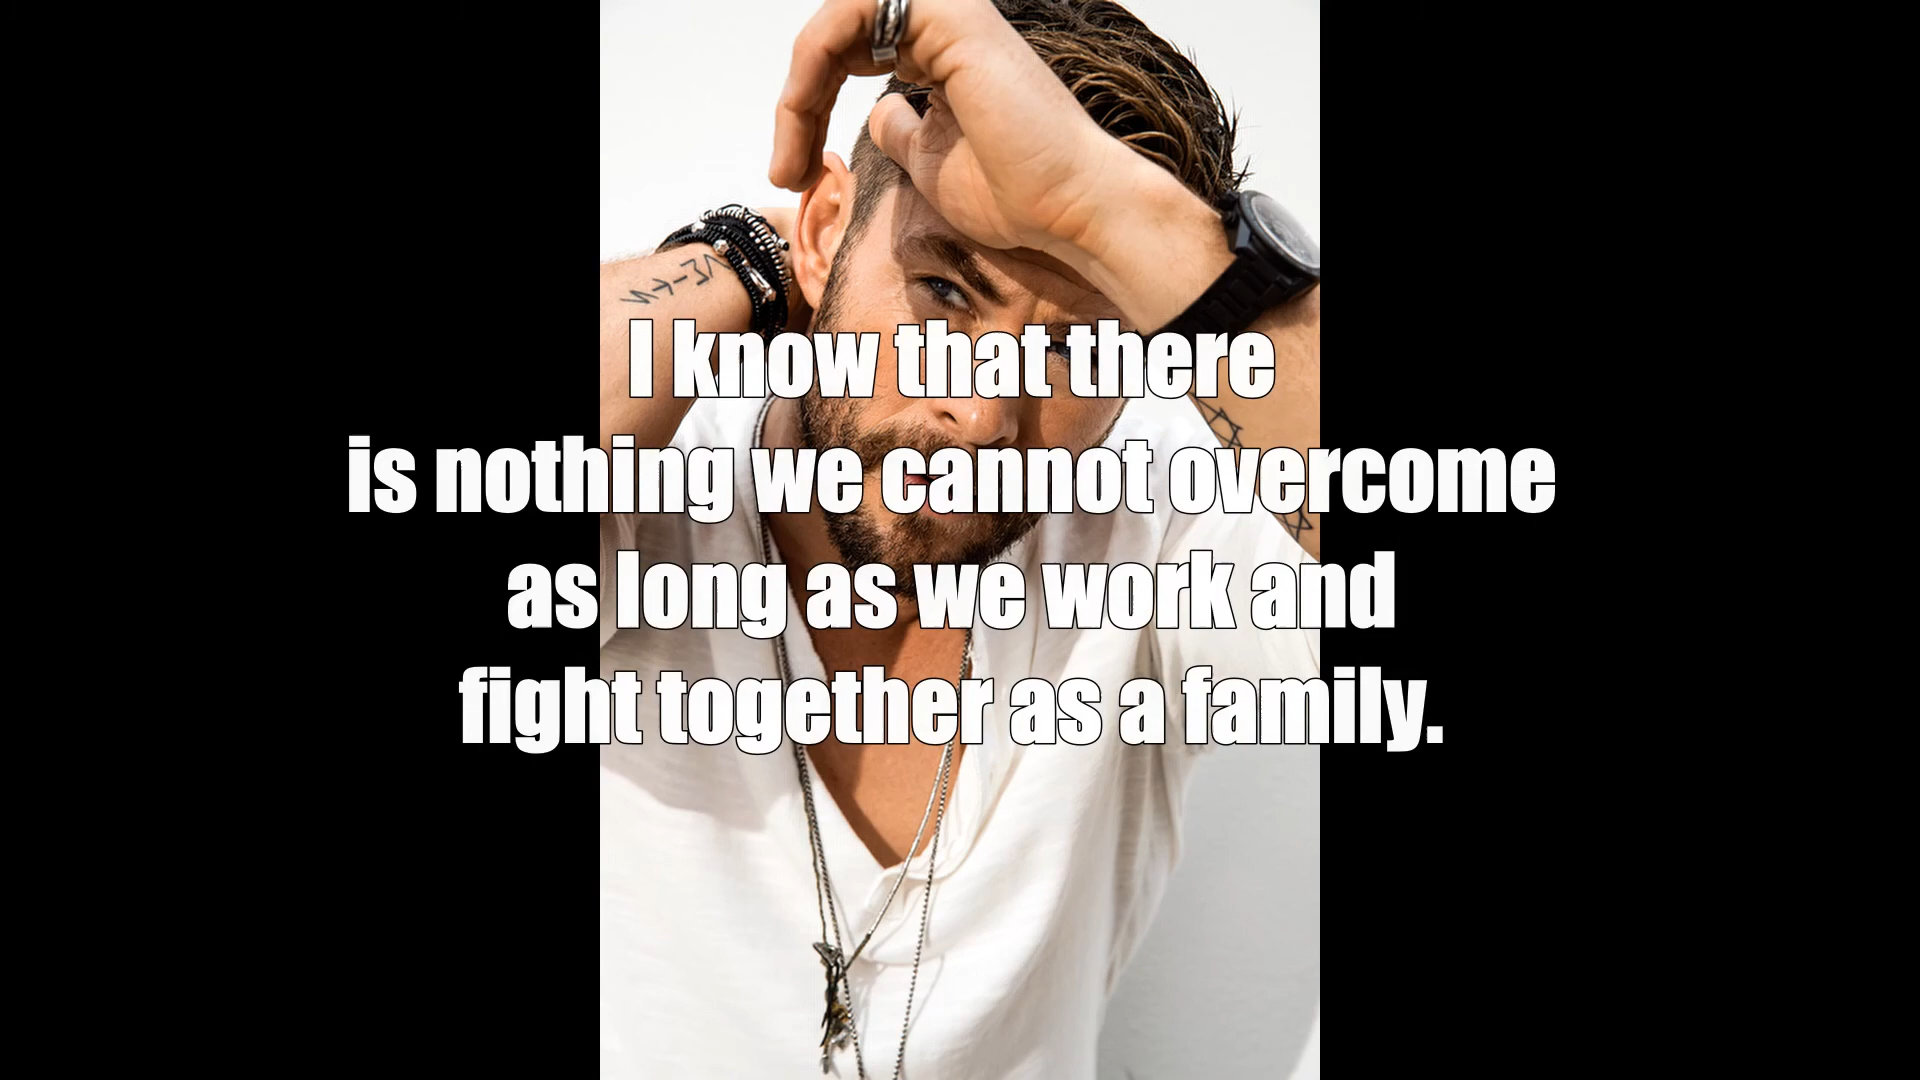 I know that there
is nothing we cannot overcome
as long as we work and
fight together as a family.